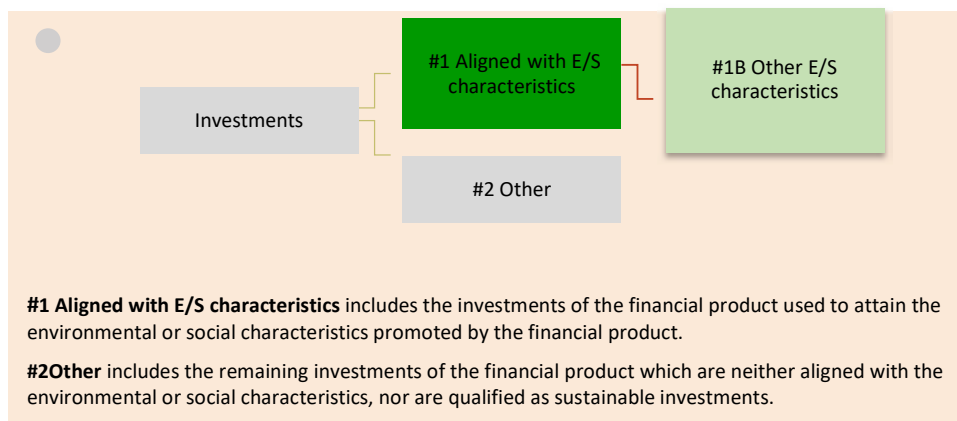 #1 Aligned with E/S
characteristics
#1B Other E/S
characteristics
Investments
#2 Other
#1 Aligned with E/S characteristics includes the investments of the financial product used to attain the
environmental or social characteristics promoted by the financial product.
#2Other includes the remaining investments of the financial product which are neither aligned with the
environmental or social characteristics, nor are qualified as sustainable investments.